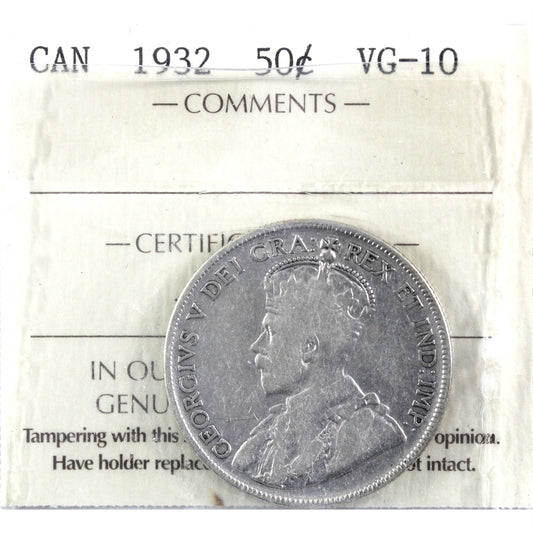 CAN 1932 50¢ VG-10
— COMMENTS —
— CERTIFIC —
IN OU
GENU
Tampering with this opinion.
Have holder replac ot intact.
GEORGIVS V DEI GRA: REX ET IND: IMP: